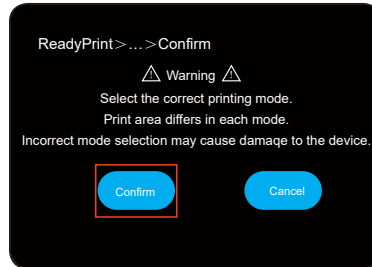 ReadyPrint＞…＞Confirm
⚠ Warning ⚠
Select the correct printing mode.
Print area differs in each mode.
Incorrect mode selection may cause damaqe to the device.
Confirm
Cancel